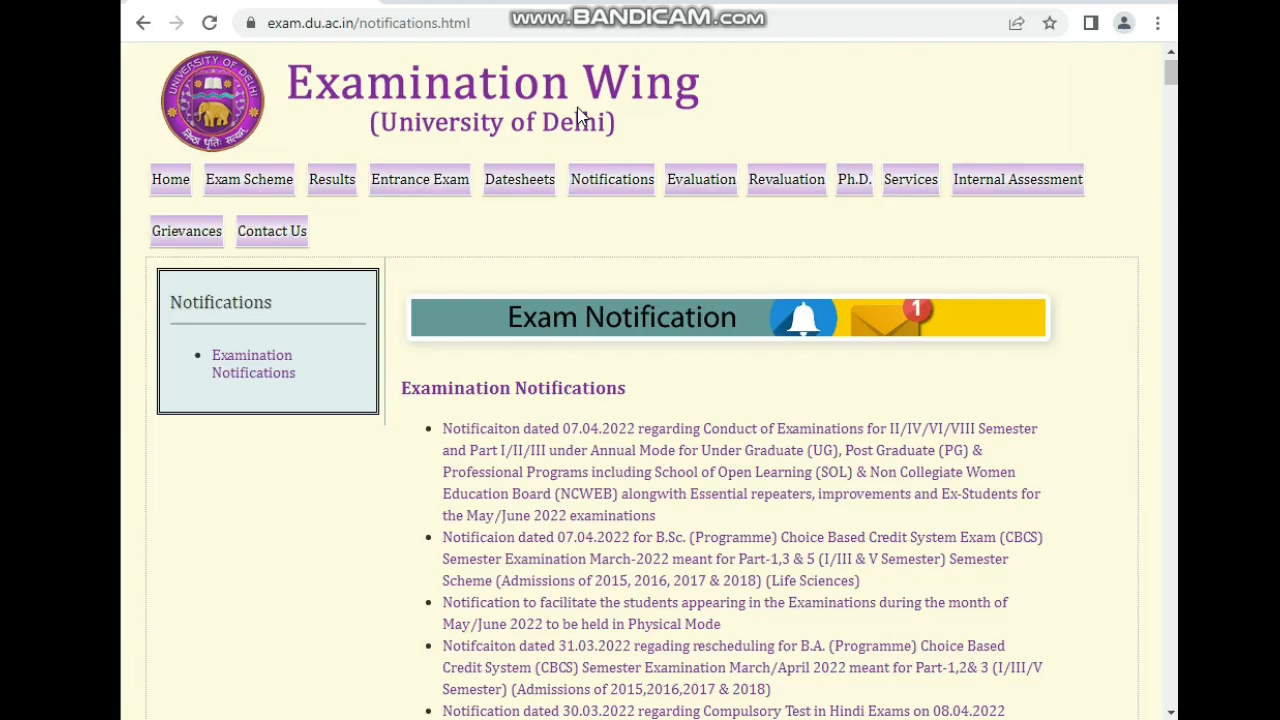 exam.du.ac.in/notifications.html
www.BANDICAM.com
UNIVERSITY OF DELHI
निष्ठा धृतिः सत्यम्
Examination Wing
(University of Delhi)
Home Exam Scheme Results Entrance Exam Datesheets Notifications Evaluation Revaluation Ph.D. Services Internal Assessment
Grievances Contact Us
Notifications
Examination
Notifications
Exam Notification
1
Examination Notifications
Notificaiton dated 07.04.2022 regarding Conduct of Examinations for II/IV/VI/VIII Semester
and Part I/II/III under Annual Mode for Under Graduate (UG), Post Graduate (PG) &
Professional Programs including School of Open Learning (SOL) & Non Collegiate Women
Education Board (NCWEB) alongwith Essential repeaters, improvements and Ex-Students for
the May/June 2022 examinations
Notificaion dated 07.04.2022 for B.Sc. (Programme) Choice Based Credit System Exam (CBCS)
Semester Examination March-2022 meant for Part-1,3 & 5 (I/III & V Semester) Semester
Scheme (Admissions of 2015, 2016, 2017 & 2018) (Life Sciences)
Notification to facilitate the students appearing in the Examinations during the month of
May/June 2022 to be held in Physical Mode
Notifcaiton dated 31.03.2022 regading rescheduling for B.A. (Programme) Choice Based
Credit System (CBCS) Semester Examination March/April 2022 meant for Part-1,2& 3 (I/III/V
Semester) (Admissions of 2015,2016,2017 & 2018)
Notification dated 30.03.2022 regarding Compulsory Test in Hindi Exams on 08.04.2022